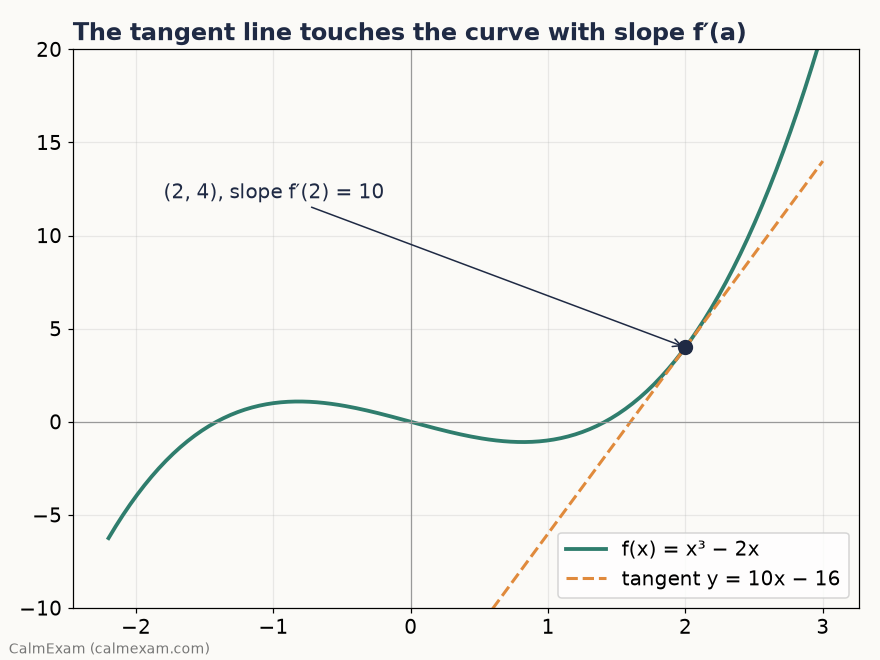 The tangent line touches the curve with slope f′(a)
20
15
10
5
0
−5
−10
(2, 4), slope f′(2) = 10
f(x) = x³ − 2x
tangent y = 10x − 16
−2
−1
0
1
2
3
CalmExam (calmexam.com)